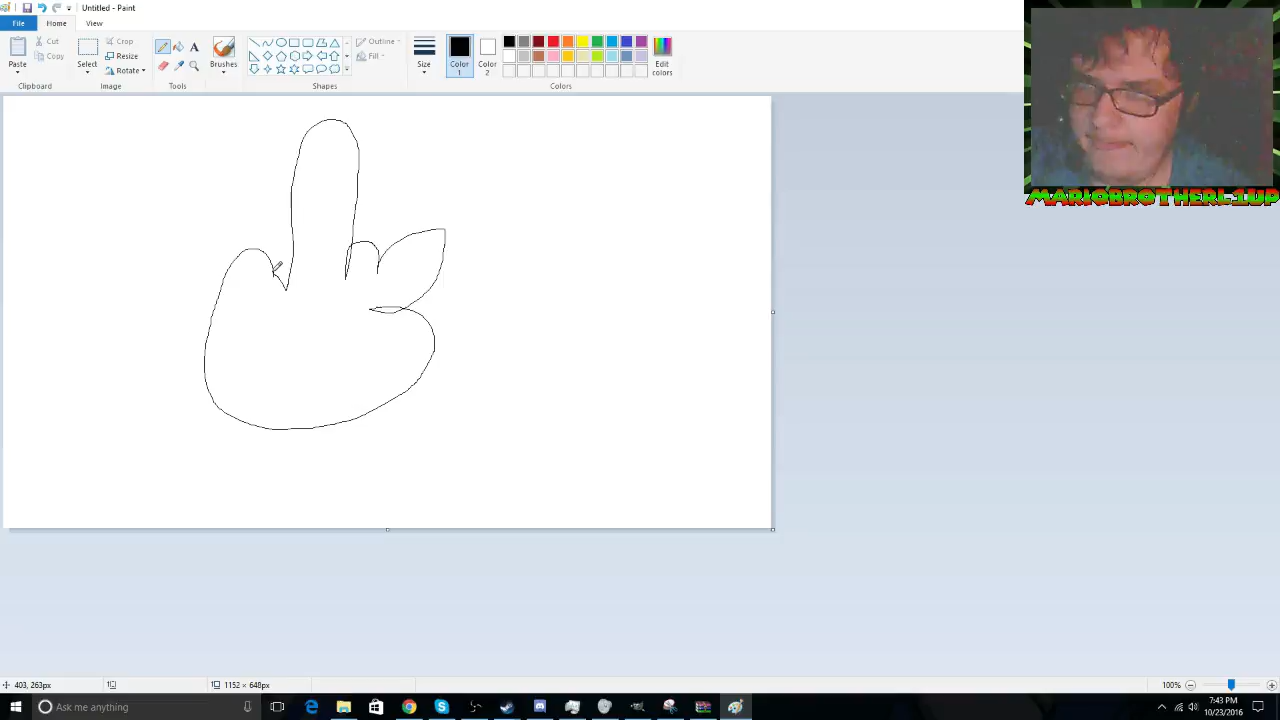 Untitled - Paint
File Home View
Paste
Cut
Copy
Clipboard
Select
Crop
Resize
Rotate
Image
A
Tools
Brushes
Shapes
Outline
Fill
Size
Color
1
Color
2
Edit
colors
Colors
MARIOBROTHERL1UP
403, 263px
1152 × 648px
100%
Ask me anything
7:43 PM
10/23/2016